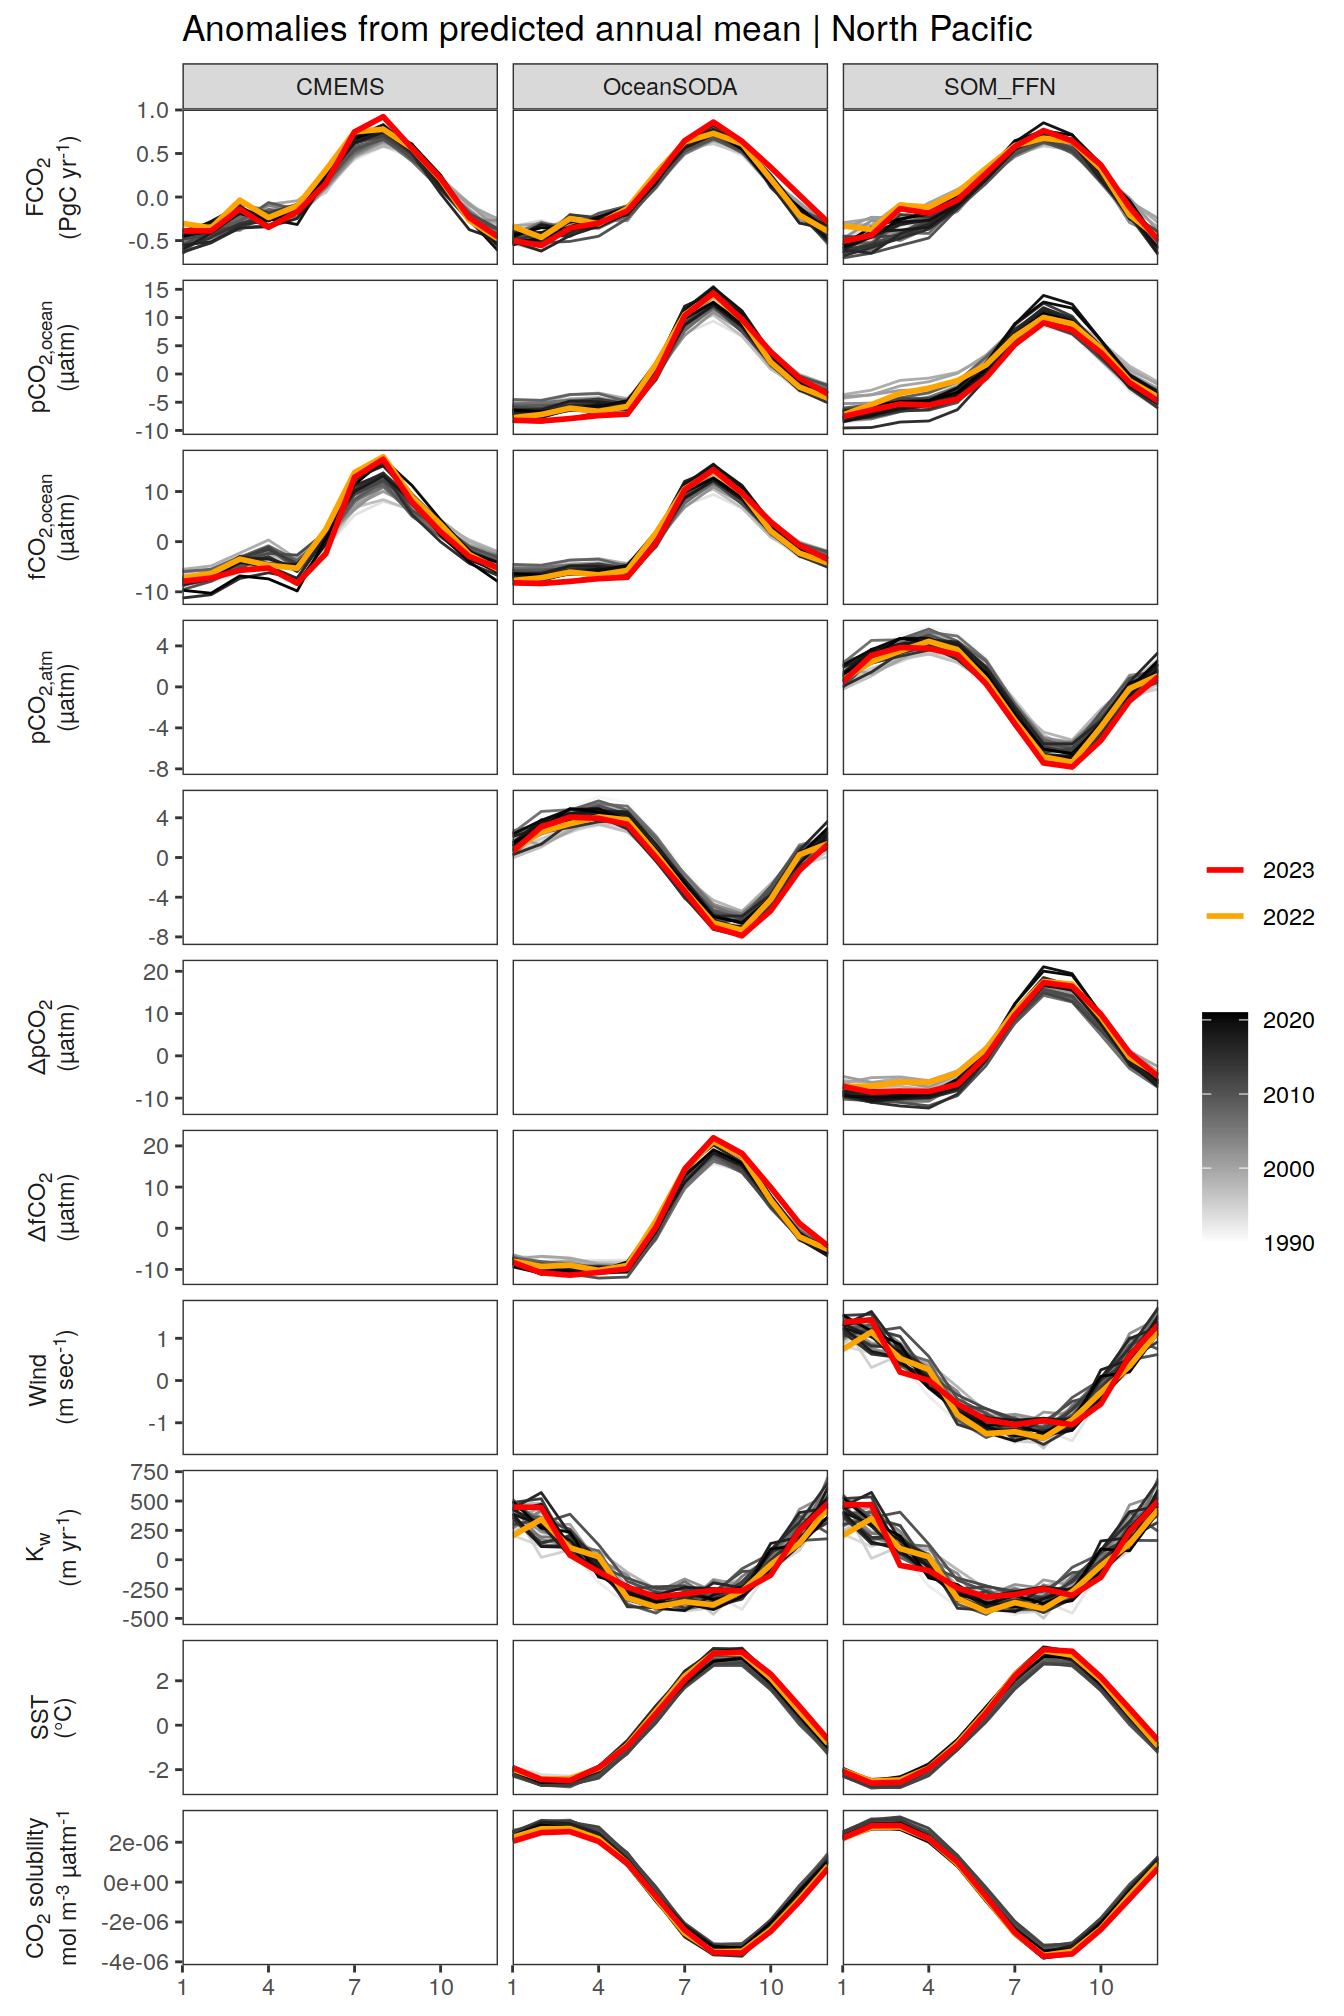 Anomalies from predicted annual mean | North Pacific
CMEMS OceanSODA SOM_FFN
FCO2
(PgC yr-1)
1.0
0.5
0.0
-0.5
pCO2,ocean
(µatm)
15
10
5
0
-5
-10
fCO2,ocean
(µatm)
10
0
-10
pCO2,atm
(µatm)
4
0
-4
-8
4
0
-4
-8
2023
2022
ΔpCO2
(µatm)
20
10
0
-10
2020
2010
2000
1990
ΔfCO2
(µatm)
20
10
0
-10
Wind
(m sec-1)
1
0
-1
Kw
(m yr-1)
750
500
250
0
-250
-500
SST
(°C)
2
0
-2
CO2 solubility
mol m-3 µatm-1
2e-06
0e+00
-2e-06
-4e-06
1 4 7 10 1 4 7 10 1 4 7 10